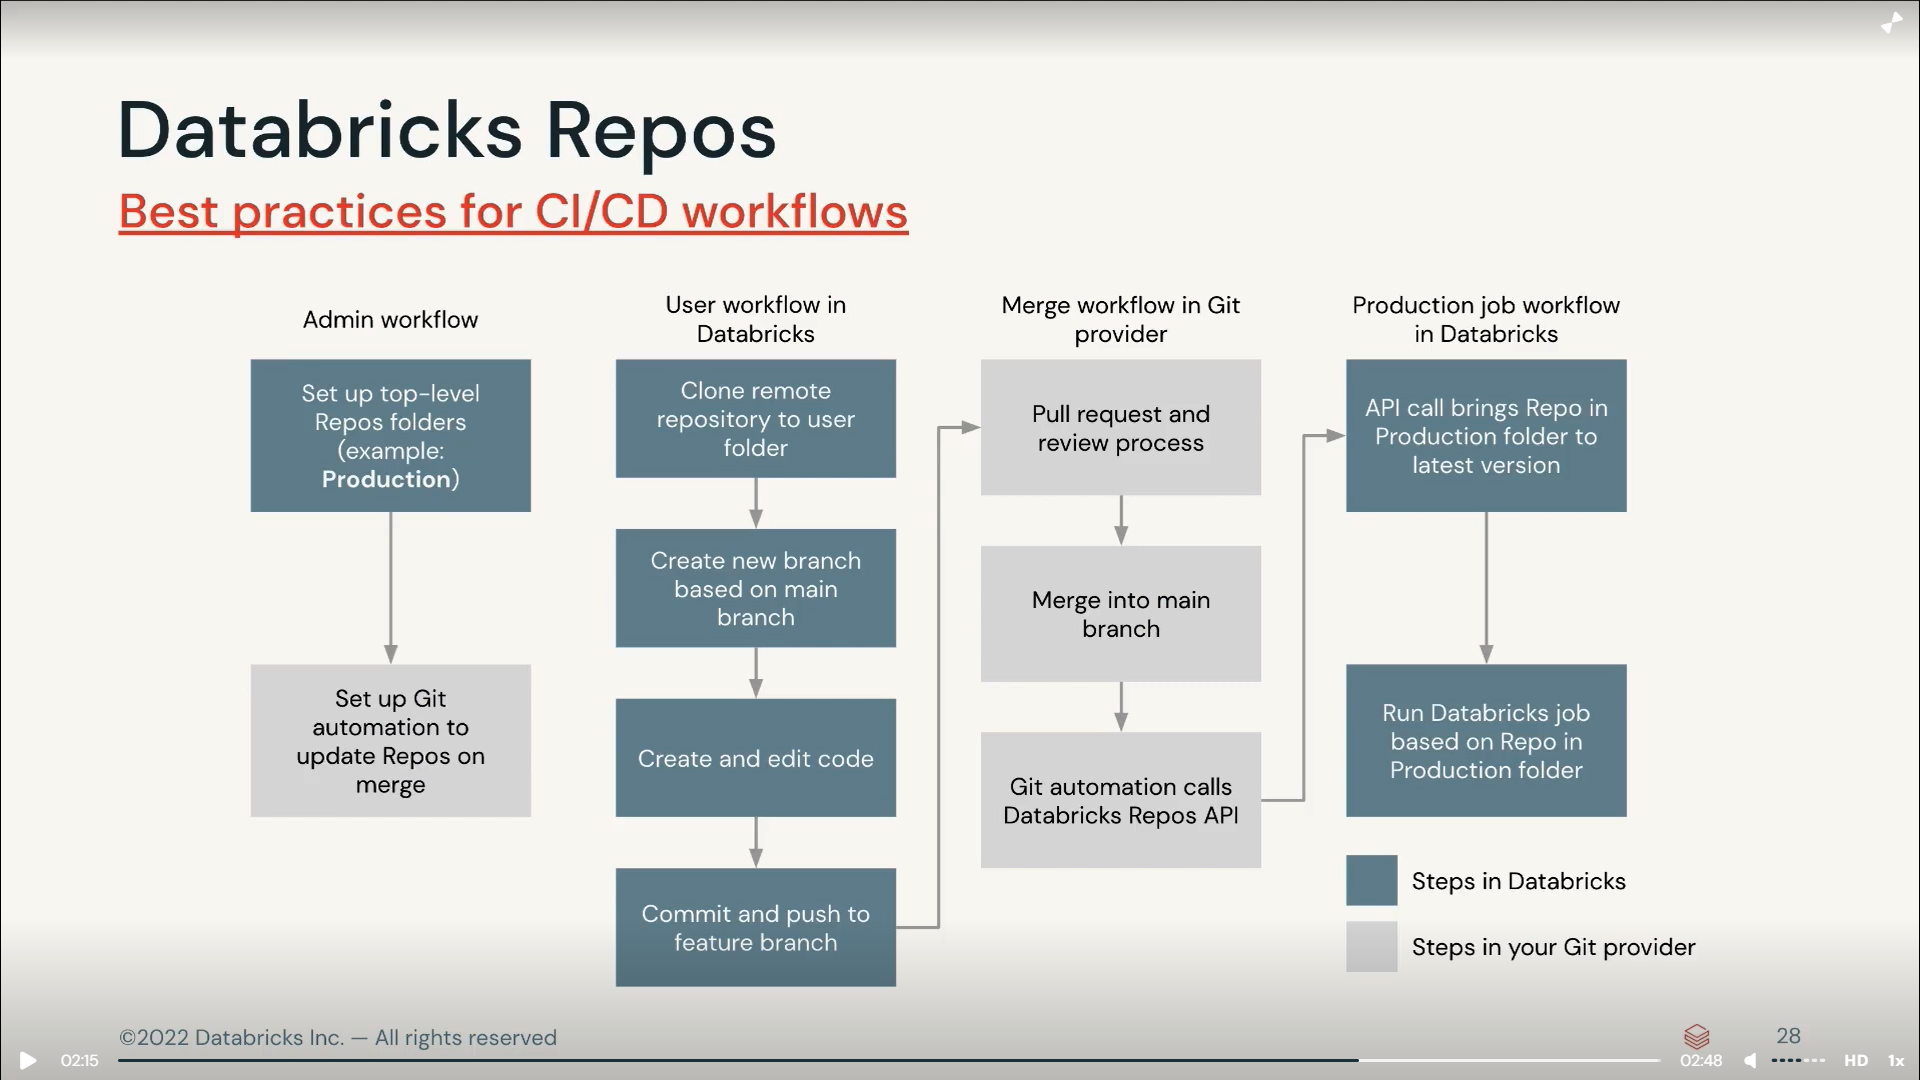 Databricks Repos
Best practices for CI/CD workflows
Admin workflow
Set up top-level
Repos folders
(example:
Production)
Set up Git
automation to
update Repos on
merge
User workflow in
Databricks
Clone remote
repository to user
folder
Create new branch
based on main
branch
Create and edit code
Commit and push to
feature branch
Merge workflow in Git
provider
Pull request and
review process
Merge into main
branch
Git automation calls
Databricks Repos API
Production job workflow
in Databricks
API call brings Repo in
Production folder to
latest version
Run Databricks job
based on Repo in
Production folder
Steps in Databricks
Steps in your Git provider
©2022 Databricks Inc. — All rights reserved
28
02:15
02:48
HD
1x